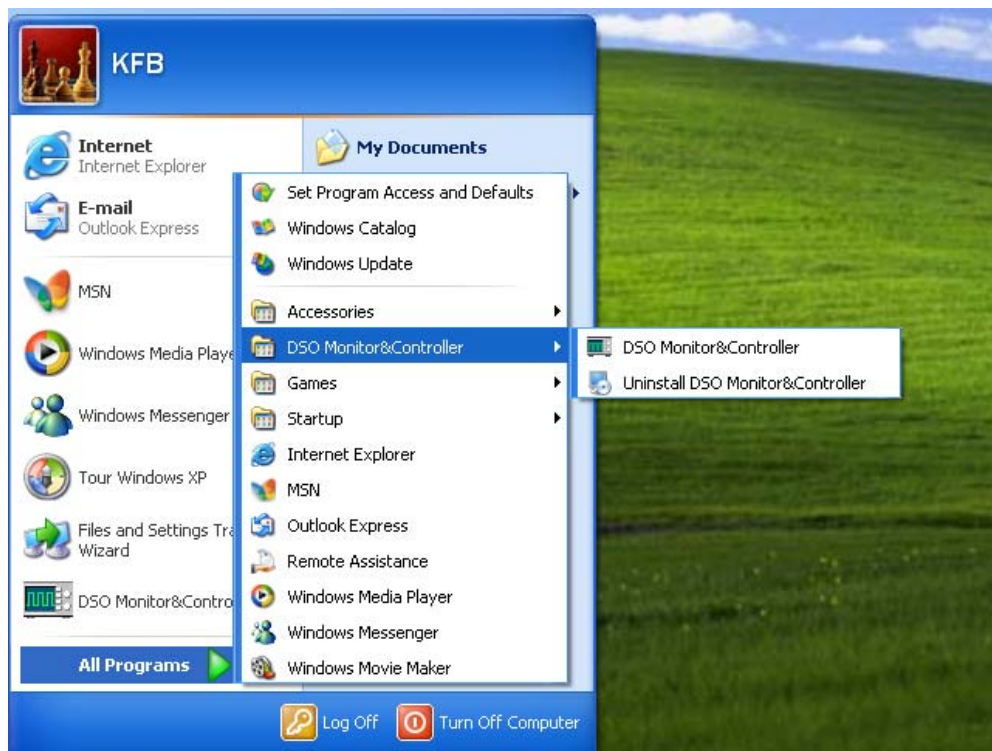 KFB
Internet
Internet Explorer
E-mail
Outlook Express
MSN
Windows Media Playe
Windows Messenger
Tour Windows XP
Files and Settings Tra
Wizard
DSO Monitor&Contro
All Programs
My Documents
Set Program Access and Defaults
Windows Catalog
Windows Update
Accessories
DSO Monitor&Controller
Games
Startup
Internet Explorer
MSN
Outlook Express
Remote Assistance
Windows Media Player
Windows Messenger
Windows Movie Maker
DSO Monitor&Controller
Uninstall DSO Monitor&Controller
Log Off
Turn Off Computer